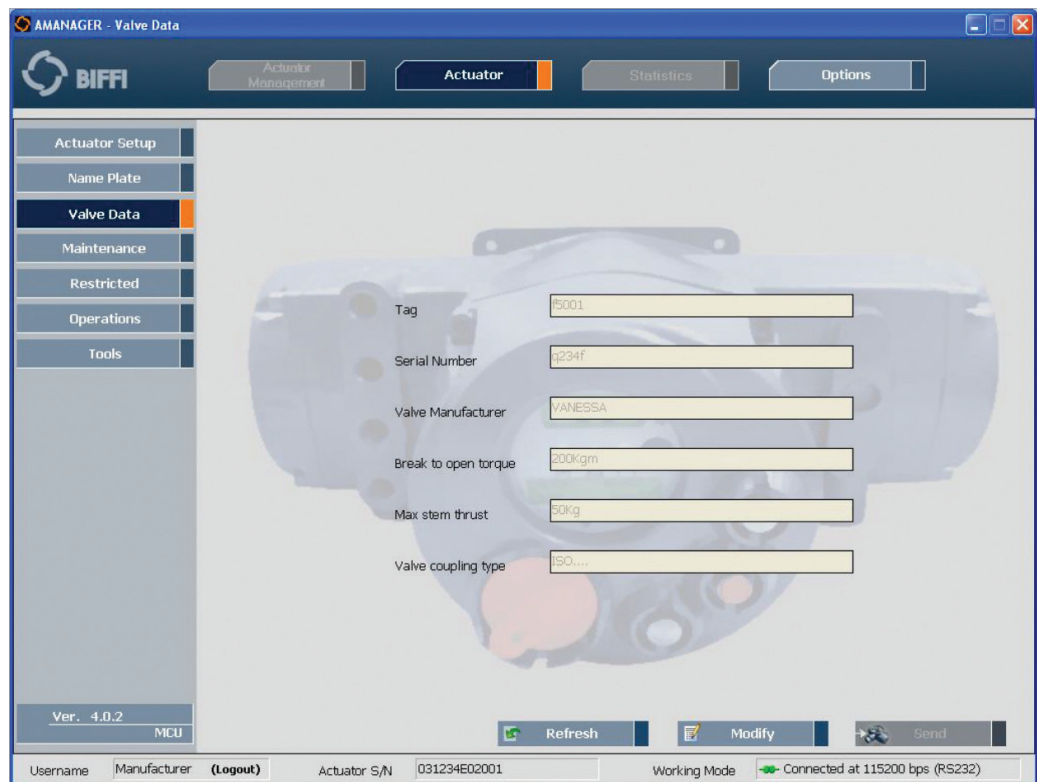 AMANAGER - Valve Data
BIFFI
Actuator Management
Actuator
Statistics
Options
Actuator Setup
Name Plate
Valve Data
Maintenance
Restricted
Operations
Tools
Tag f5001
Serial Number q234f
Valve Manufacturer VANESSA
Break to open torque 200Kgm
Max stem thrust 50Kg
Valve coupling type ISO....
Ver. 4.0.2
MCU
Refresh
Modify
Send
Username Manufacturer (Logout) Actuator S/N 031234E02001 Working Mode Connected at 115200 bps (RS232)